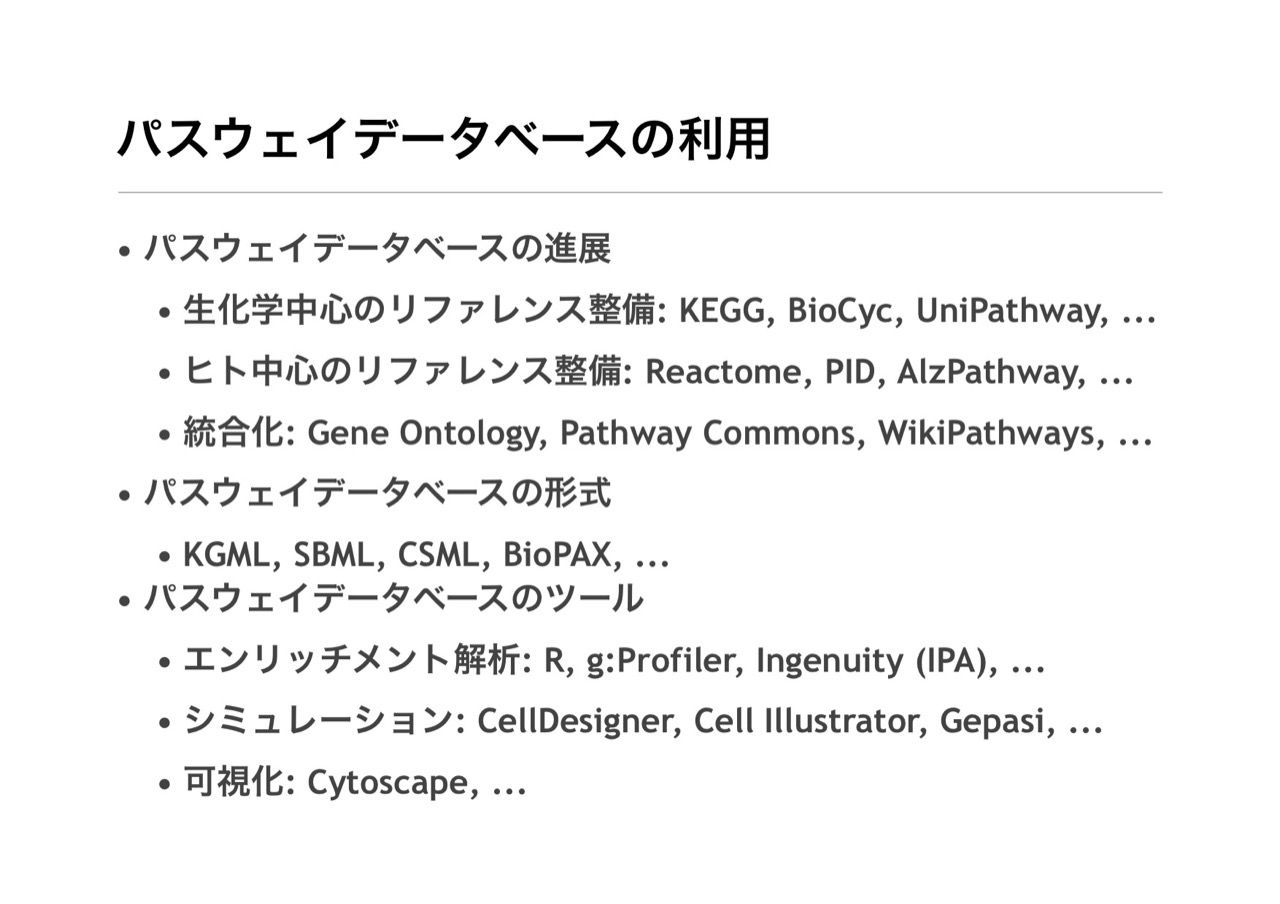 パスウェイデータベースの利用
• パスウェイデータベースの進展
• 生化学中心のリファレンス整備: KEGG, BioCyc, UniPathway, ...
• ヒト中心のリファレンス整備: Reactome, PID, AlzPathway, ...
• 統合化: Gene Ontology, Pathway Commons, WikiPathways, ...
• パスウェイデータベースの形式
• KGML, SBML, CSML, BioPAX, ...
• パスウェイデータベースのツール
• エンリッチメント解析: R, g:Profiler, Ingenuity (IPA), ...
• シミュレーション: CellDesigner, Cell Illustrator, Gepasi, ...
• 可視化: Cytoscape, ...